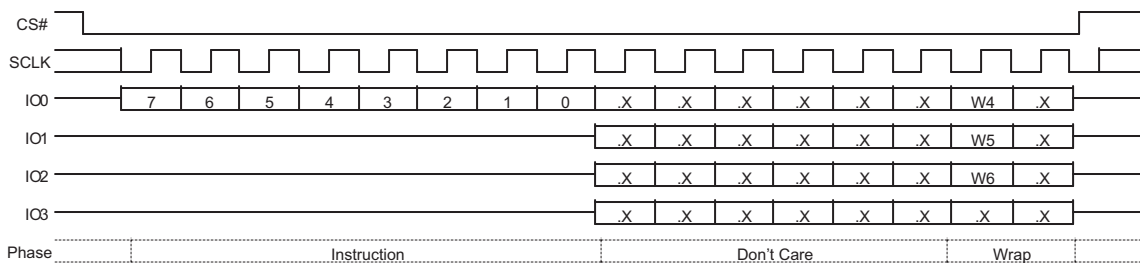 CS#
SCLK
IO0 7 6 5 4 3 2 1 0 .X .X .X .X .X .X W4 .X
IO1 .X .X .X .X .X .X W5 .X
IO2 .X .X .X .X .X .X W6 .X
IO3 .X .X .X .X .X .X .X .X
Phase Instruction Don't Care Wrap